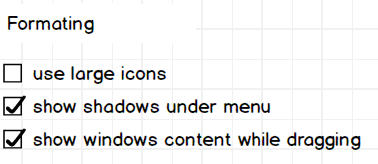 Formating
use large icons
show shadows under menu
show windows content while dragging